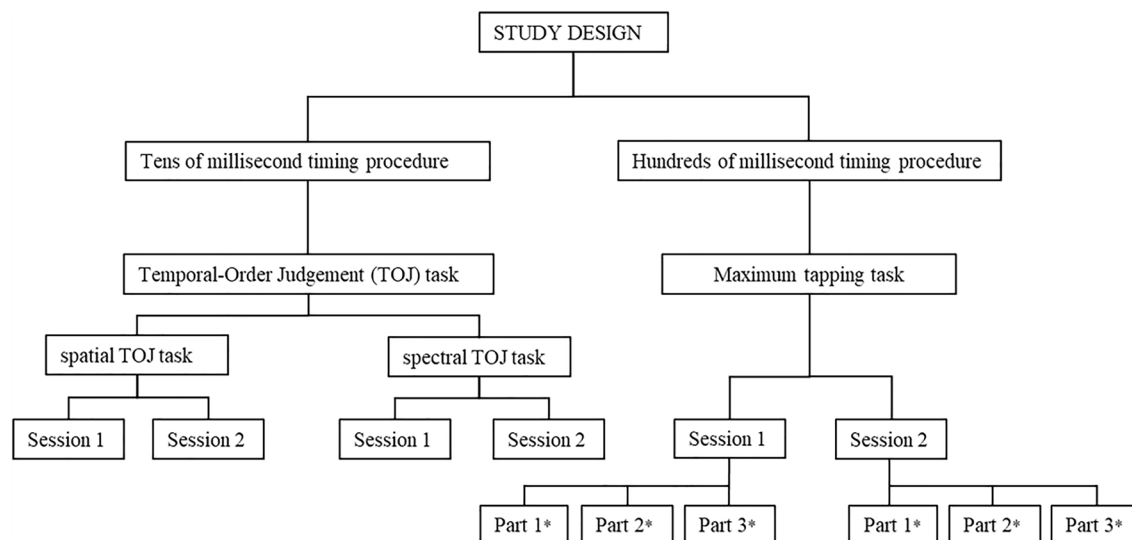 STUDY DESIGN
Tens of millisecond timing procedure
Hundreds of millisecond timing procedure
Temporal-Order Judgement (TOJ) task
Maximum tapping task
spatial TOJ task
spectral TOJ task
Session 1
Session 2
Session 1
Session 2
Session 1
Session 2
Part 1*
Part 2*
Part 3*
Part 1*
Part 2*
Part 3*